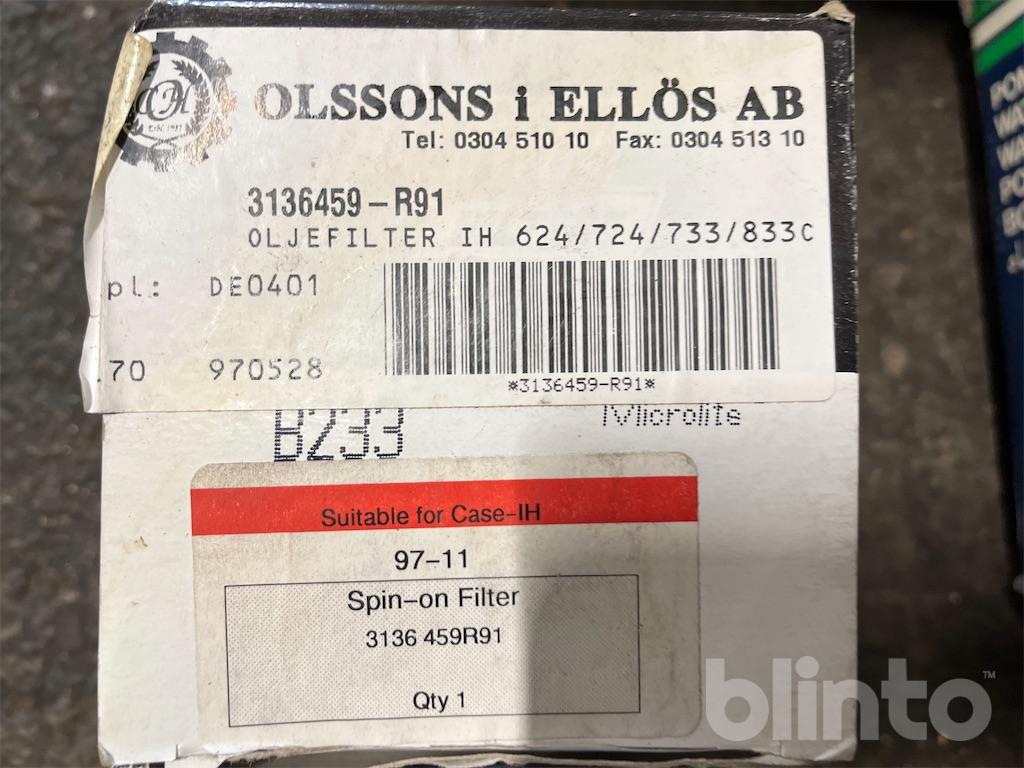 OLSSONS i ELLÖS AB
Tel: 0304 510 10 Fax: 0304 513 10
3136459-R91
OLJEFILTER IH 624/724/733/833C
pl: DE0401
.70 970528
*3136459-R91*
B233
Suitable for Case-IH
97-11
Spin-on Filter
3136 459R91
Qty 1
blinto™